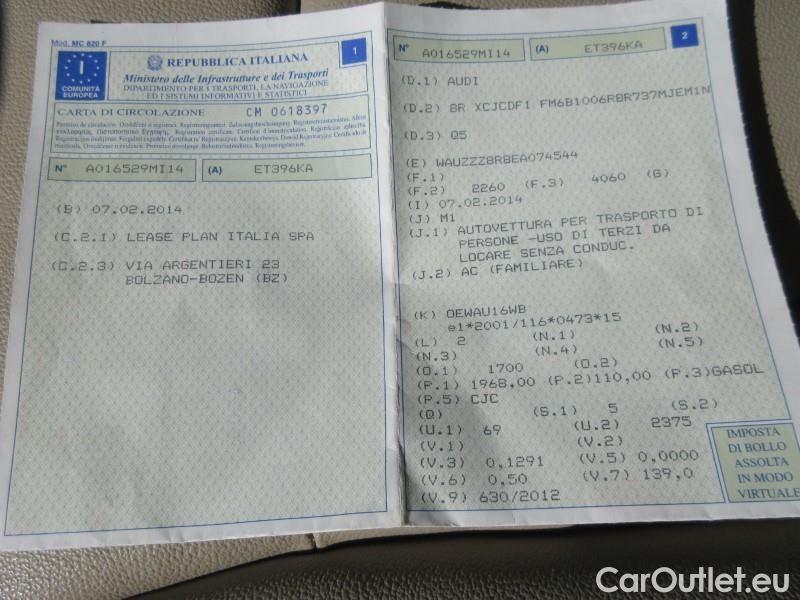 Mod. MC 820 F
I
COMUNITÀ
EUROPEA
REPUBBLICA ITALIANA
1
Ministero delle Infrastrutture e dei Trasporti
DIPARTIMENTO PER I TRASPORTI, LA NAVIGAZIONE
ED I SISTEMI INFORMATIVI E STATISTICI
CARTA DI CIRCOLAZIONE CM 0618397
N° A016529MI14 (A) ET396KA
(B) 07.02.2014
(C.2.1) LEASE PLAN ITALIA SPA
(C.2.3) VIA ARGENTIERI 23
BOLZANO-BOZEN (BZ)
N° A016529MI14 (A) ET396KA 2
(D.1) AUDI
(D.2) 8R XCJCDF1 FM6B1006R8R737MJEM1N
(D.3) Q5
(E) WAUZZZ8R8EA074544
(F.1)
(F.2) 2260 (F.3) 4060 (G)
(I) 07.02.2014
(J) M1
(J.1) AUTOVETTURA PER TRASPORTO DI
PERSONE -USO DI TERZI DA
LOCARE SENZA CONDUC.
(J.2) AC (FAMILIARE)
(K) OEWAU16WB
e1*2001/116*0473*15
(L) 2 (N.1) (N.2)
(N.3) (N.4) (N.5)
(O.1) 1700 (O.2)
(P.1) 1968,00 (P.2)110,00 (P.3)GASOL
(P.5) CJC
(Q) (S.1) 5 (S.2)
(U.1) 69 (U.2) 2375
(V.1) (V.2)
(V.3) 0,1291 (V.5) 0,0000
(V.6) 0,50 (V.7) 139,0
(V.9) 630/2012
IMPOSTA
DI BOLLO
ASSOLTA
IN MODO
VIRTUALE
CarOutlet.eu